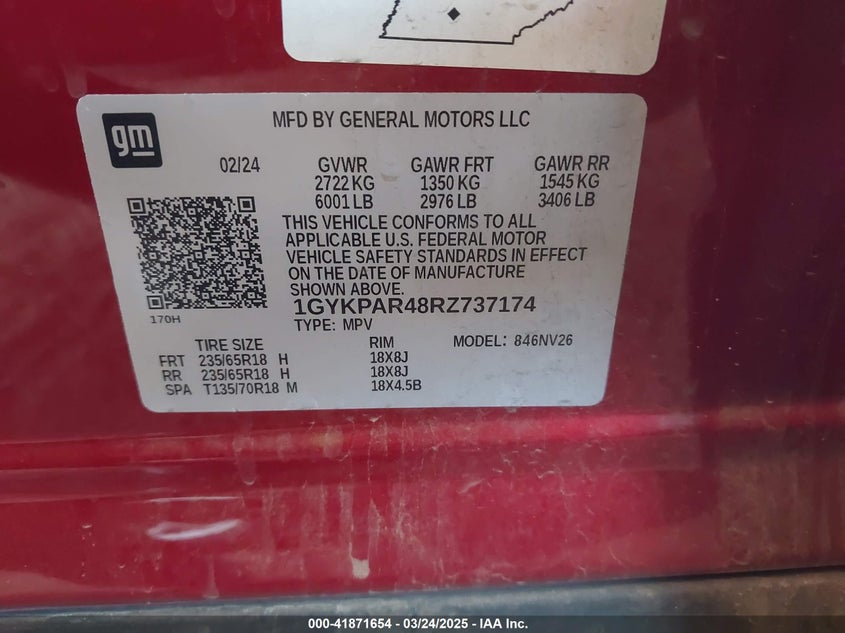 gm
MFD BY GENERAL MOTORS LLC
02/24 GVWR GAWR FRT GAWR RR
2722 KG 1350 KG 1545 KG
6001 LB 2976 LB 3406 LB
THIS VEHICLE CONFORMS TO ALL
APPLICABLE U.S. FEDERAL MOTOR
VEHICLE SAFETY STANDARDS IN EFFECT
ON THE DATE OF MANUFACTURE
SHOWN ABOVE.
1GYKPAR48RZ737174
170H
TYPE: MPV
TIRE SIZE RIM MODEL: 846NV26
FRT 235/65R18 H 18X8J
RR 235/65R18 H 18X8J
SPA T135/70R18 M 18X4.5B
000-41871654 — 03/24/2025 — IAA Inc.